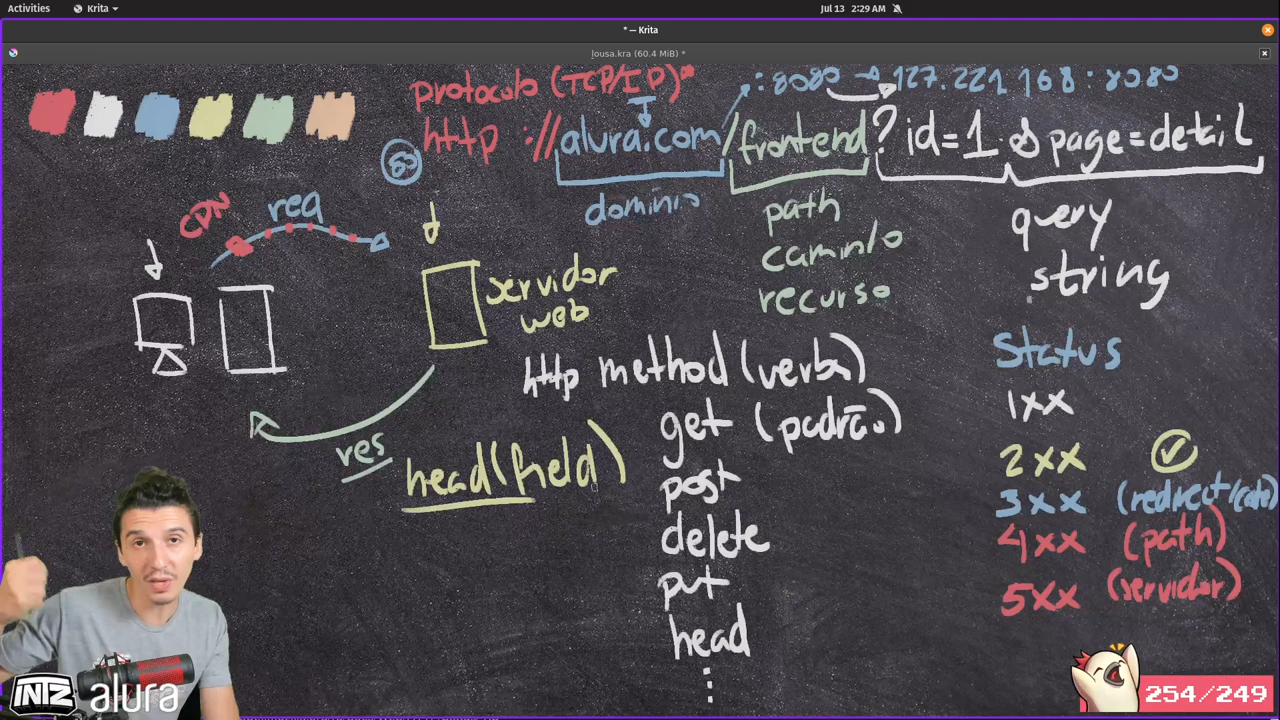 Activities
Krita
Jul 13 2:29 AM
* — Krita
lousa.kra (60.4 MiB) *
protocolo (TCP/IP)*
:8080 → 127.221.168:8080
http ://alura.com/frontend?id=1&page=detail
80
domínio
path
caminho
recurso
query
string
CDN
req
servidor
web
res
http method (verbo)
get (padrão)
post
delete
put
head
head(field)
Status
1xx
2xx
3xx (redirect/cache)
4xx (path)
5xx (servidor)
INTZ alura
254/249